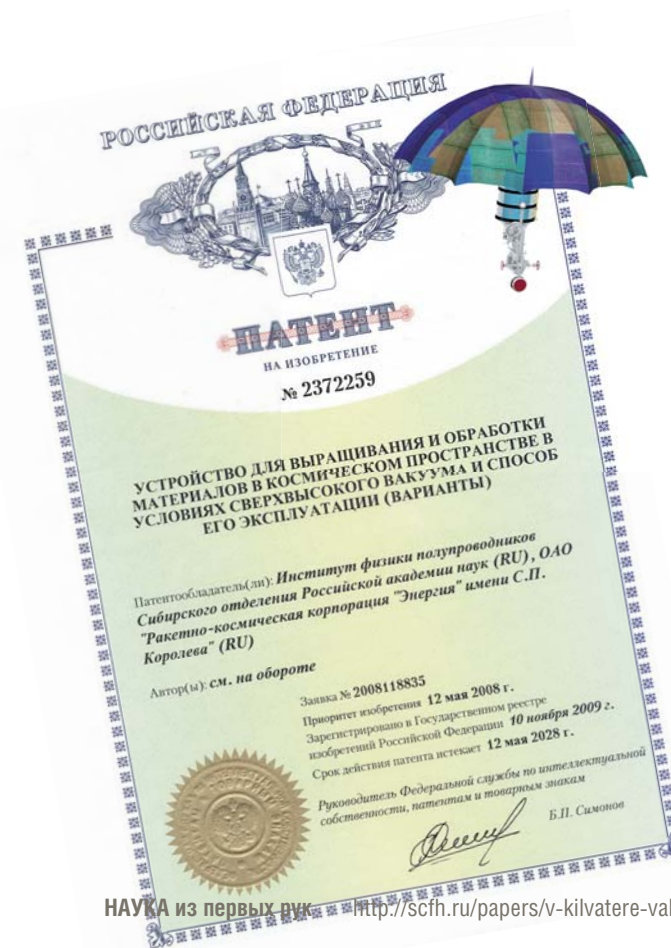 РОССИЙСКАЯ ФЕДЕРАЦИЯ
ПАТЕНТ
НА ИЗОБРЕТЕНИЕ
№ 2372259
УСТРОЙСТВО ДЛЯ ВЫРАЩИВАНИЯ И ОБРАБОТКИ
МАТЕРИАЛОВ В КОСМИЧЕСКОМ ПРОСТРАНСТВЕ В
УСЛОВИЯХ СВЕРХВЫСОКОГО ВАКУУМА И СПОСОБ
ЕГО ЭКСПЛУАТАЦИИ (ВАРИАНТЫ)
Патентообладатель(ли): Институт физики полупроводников
Сибирского отделения Российской академии наук (RU), ОАО
"Ракетно-космическая корпорация "Энергия" имени С.П.
Королева" (RU)
Автор(ы): см. на обороте
Заявка № 2008118835
Приоритет изобретения 12 мая 2008 г.
Зарегистрировано в Государственном реестре
изобретений Российской Федерации 10 ноября 2009 г.
Срок действия патента истекает 12 мая 2028 г.
Руководитель Федеральной службы по интеллектуальной
собственности, патентам и товарным знакам
Б.П. Симонов
НАУКА из первых рук http://scfh.ru/papers/v-kilvatere-val